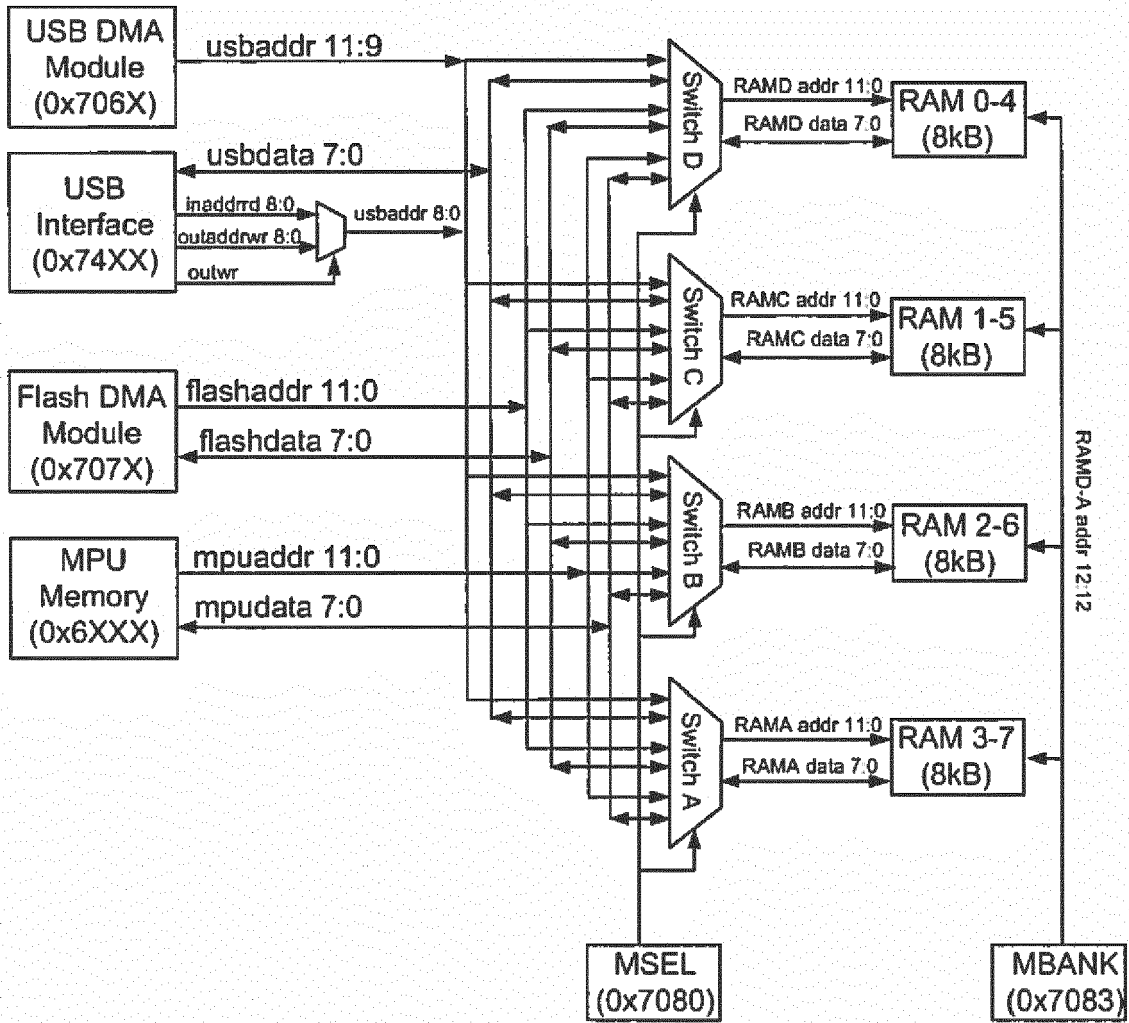 USB DMA
Module
(0x706X)
usbaddr 11:9
USB
Interface
(0x74XX)
usbdata 7:0
inaddrrd 8:0
outaddrwr 8:0
outwr
usbaddr 8:0
Flash DMA
Module
(0x707X)
flashaddr 11:0
flashdata 7:0
MPU
Memory
(0x6XXX)
mpuaddr 11:0
mpudata 7:0
Switch D
RAMD addr 11:0
RAMD data 7:0
RAM 0-4
(8kB)
Switch C
RAMC addr 11:0
RAMC data 7:0
RAM 1-5
(8kB)
Switch B
RAMB addr 11:0
RAMB data 7:0
RAM 2-6
(8kB)
Switch A
RAMA addr 11:0
RAMA data 7:0
RAM 3-7
(8kB)
RAMD-A addr 12:12
MSEL
(0x7080)
MBANK
(0x7083)